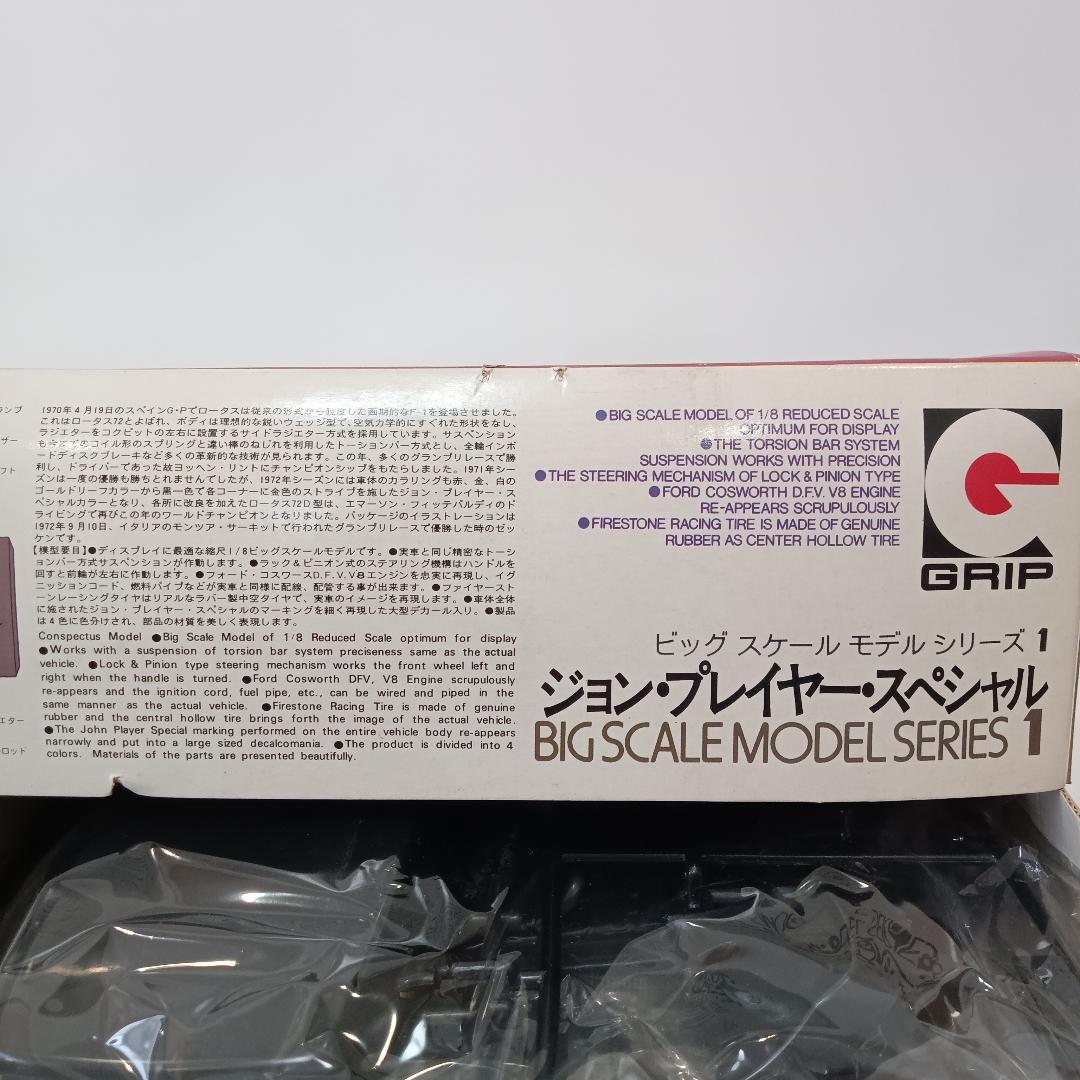 ランプ
ザー
フト
エター
ロッド
1970年4月19日のスペインG・Pでロータスは従来の形式から脱皮した画期的なF-1を登場させました。
これはロータス72とよばれ、ボディは理想的な鋭いウェッジ型で、空気力学的にすぐれた形状をなし、
ラジエターをコクピットの左右に設置するサイドラジエター方式を採用しています。サスペンション
も今までのコイル形のスプリングと違い棒のねじれを利用したトーションバー方式とし、全輪インボ
ードディスクブレーキなど多くの革新的な技術が見られます。この年、多くのグランプリレースで勝
利し、ドライバーであった故ヨッヘン・リントにチャンピオンシップをもたらしました。1971年シー
ズンは一度の優勝も勝ちとれませんでしたが、1972年シーズンには車体のカラリングも赤、金、白の
ゴールドリーフカラーから黒一色で各コーナーに金色のストライプを施したジョン・プレイヤー・ス
ペシャルカラーとなり、各所に改良を加えたロータス72D型は、エマーソン・フィッテパルディのド
ライビングで再びこの年のワールドチャンピオンとなりました。パッケージのイラストレーションは
1972年9月10日、イタリアのモンツァ・サーキットで行われたグランプリレースで優勝した時のゼッ
ケンです。
【模型要目】●ディスプレイに最適な縮尺1/8ビッグスケールモデルです。●実車と同じ精密なトーシ
ョンバー方式サスペンションが作動します。●ラック&ピニオン式のステアリング機構はハンドルを
回すと前輪が左右に作動します。●フォード・コスワースD.F.V.V8エンジンを忠実に再現し、イグ
ニッションコード、燃料パイプなどが実車と同様に配線、配管する事が出来ます。●ファイヤースト
ーンレーシングタイヤはリアルなラバー製中空タイヤで、実車のイメージを再現します。●車体全体
に施されたジョン・プレイヤー・スペシャルのマーキングを細く再現した大型デカール入り。●製品
は4色に色分けされ、部品の材質を美しく表現します。
Conspectus Model ●Big Scale Model of 1/8 Reduced Scale optimum for display
●Works with a suspension of torsion bar system preciseness same as the actual
vehicle. ●Lock & Pinion type steering mechanism works the front wheel left and
right when the handle is turned. ●Ford Cosworth DFV, V8 Engine scrupulously
re-appears and the ignition cord, fuel pipe, etc., can be wired and piped in the
same manner as the actual vehicle. ●Firestone Racing Tire is made of genuine
rubber and the central hollow tire brings forth the image of the actual vehicle.
●The John Player Special marking performed on the entire vehicle body re-appears
narrowly and put into a large sized decalcomania. ●The product is divided into 4
colors. Materials of the parts are presented beautifully.
●BIG SCALE MODEL OF 1/8 REDUCED SCALE
OPTIMUM FOR DISPLAY
●THE TORSION BAR SYSTEM
SUSPENSION WORKS WITH PRECISION
●THE STEERING MECHANISM OF LOCK & PINION TYPE
●FORD COSWORTH D.F.V. V8 ENGINE
RE-APPEARS SCRUPULOUSLY
●FIRESTONE RACING TIRE IS MADE OF GENUINE
RUBBER AS CENTER HOLLOW TIRE
GRIP
ビッグ スケール モデル シリーズ 1
ジョン・プレイヤー・スペシャル
BIG SCALE MODEL SERIES 1